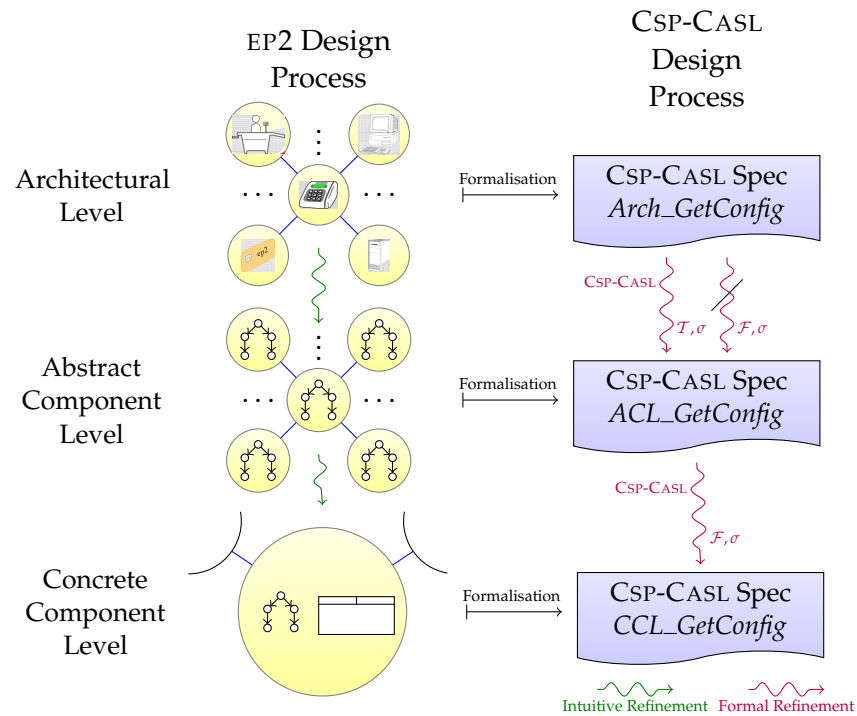 EP2 Design
Process
CSP-CASL
Design
Process
Architectural
Level
ep2
Formalisation
CSP-CASL Spec
Arch_GetConfig
CSP-CASL
T,σ
F,σ
Abstract
Component
Level
Formalisation
CSP-CASL Spec
ACL_GetConfig
CSP-CASL
F,σ
Concrete
Component
Level
Formalisation
CSP-CASL Spec
CCL_GetConfig
Intuitive Refinement
Formal Refinement